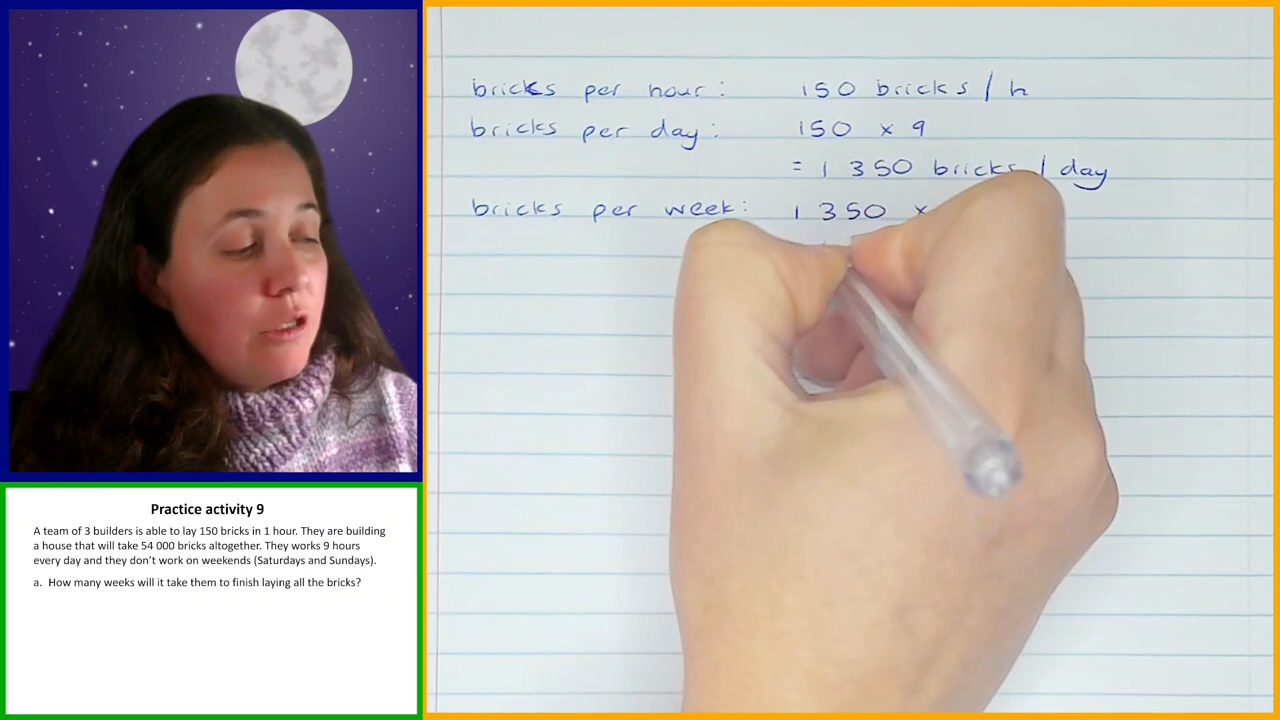 bricks per hour: 150 bricks / h
bricks per day: 150 × 9
= 1 350 bricks / day
bricks per week: 1 350 ×
Practice activity 9
A team of 3 builders is able to lay 150 bricks in 1 hour. They are building
a house that will take 54 000 bricks altogether. They works 9 hours
every day and they don't work on weekends (Saturdays and Sundays).
a. How many weeks will it take them to finish laying all the bricks?